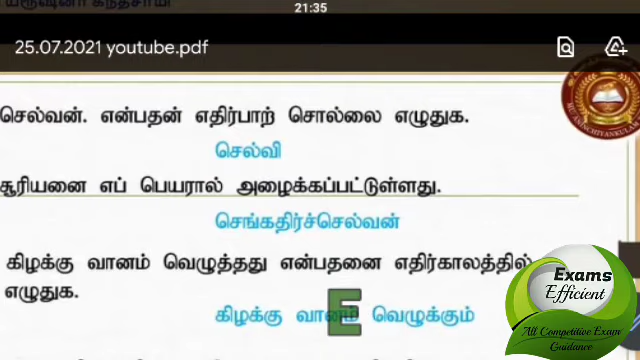 21:35
25.07.2021 youtube.pdf
செல்வன். என்பதன் எதிர்பாற் சொல்லை எழுதுக.
செல்வி
சூரியனை எப் பெயரால் அழைக்கப்பட்டுள்ளது.
செங்கதிர்ச்செல்வன்
கிழக்கு வானம் வெழுத்தது என்பதனை எதிர்காலத்தில்
எழுதுக.
கிழக்கு வானம் வெழுக்கும்
E
Exams
Efficient
All Competitive Exam
Guidance